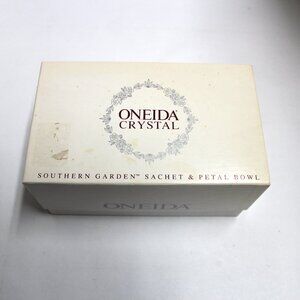 ONEIDA
CRYSTAL
SOUTHERN GARDEN™ SACHET & PETAL BOWL
ONEIDA